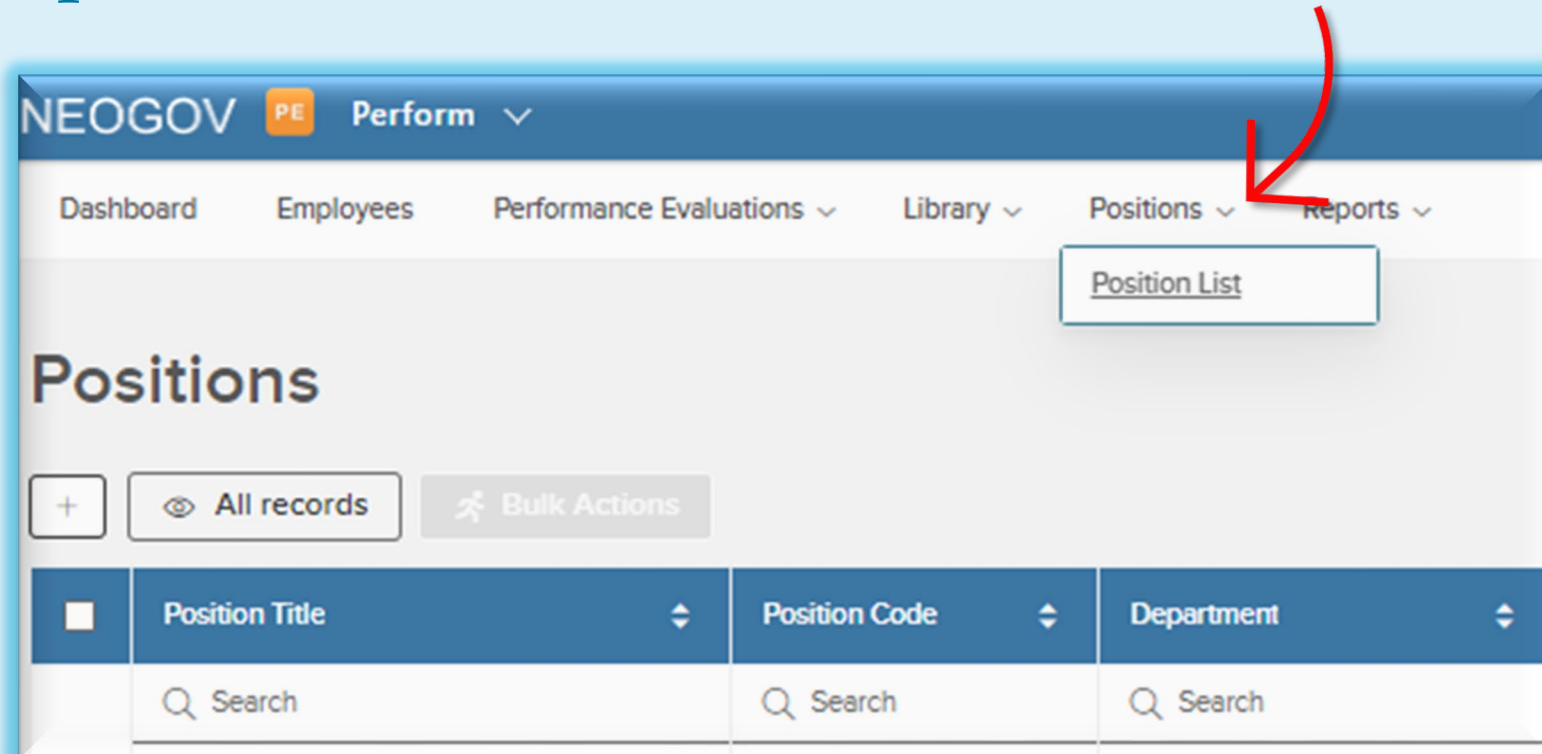 NEOGOV PE Perform
Dashboard Employees Performance Evaluations Library Positions Reports
Position List
Positions
+ All records Bulk Actions
Position Title Position Code Department
Search Search Search